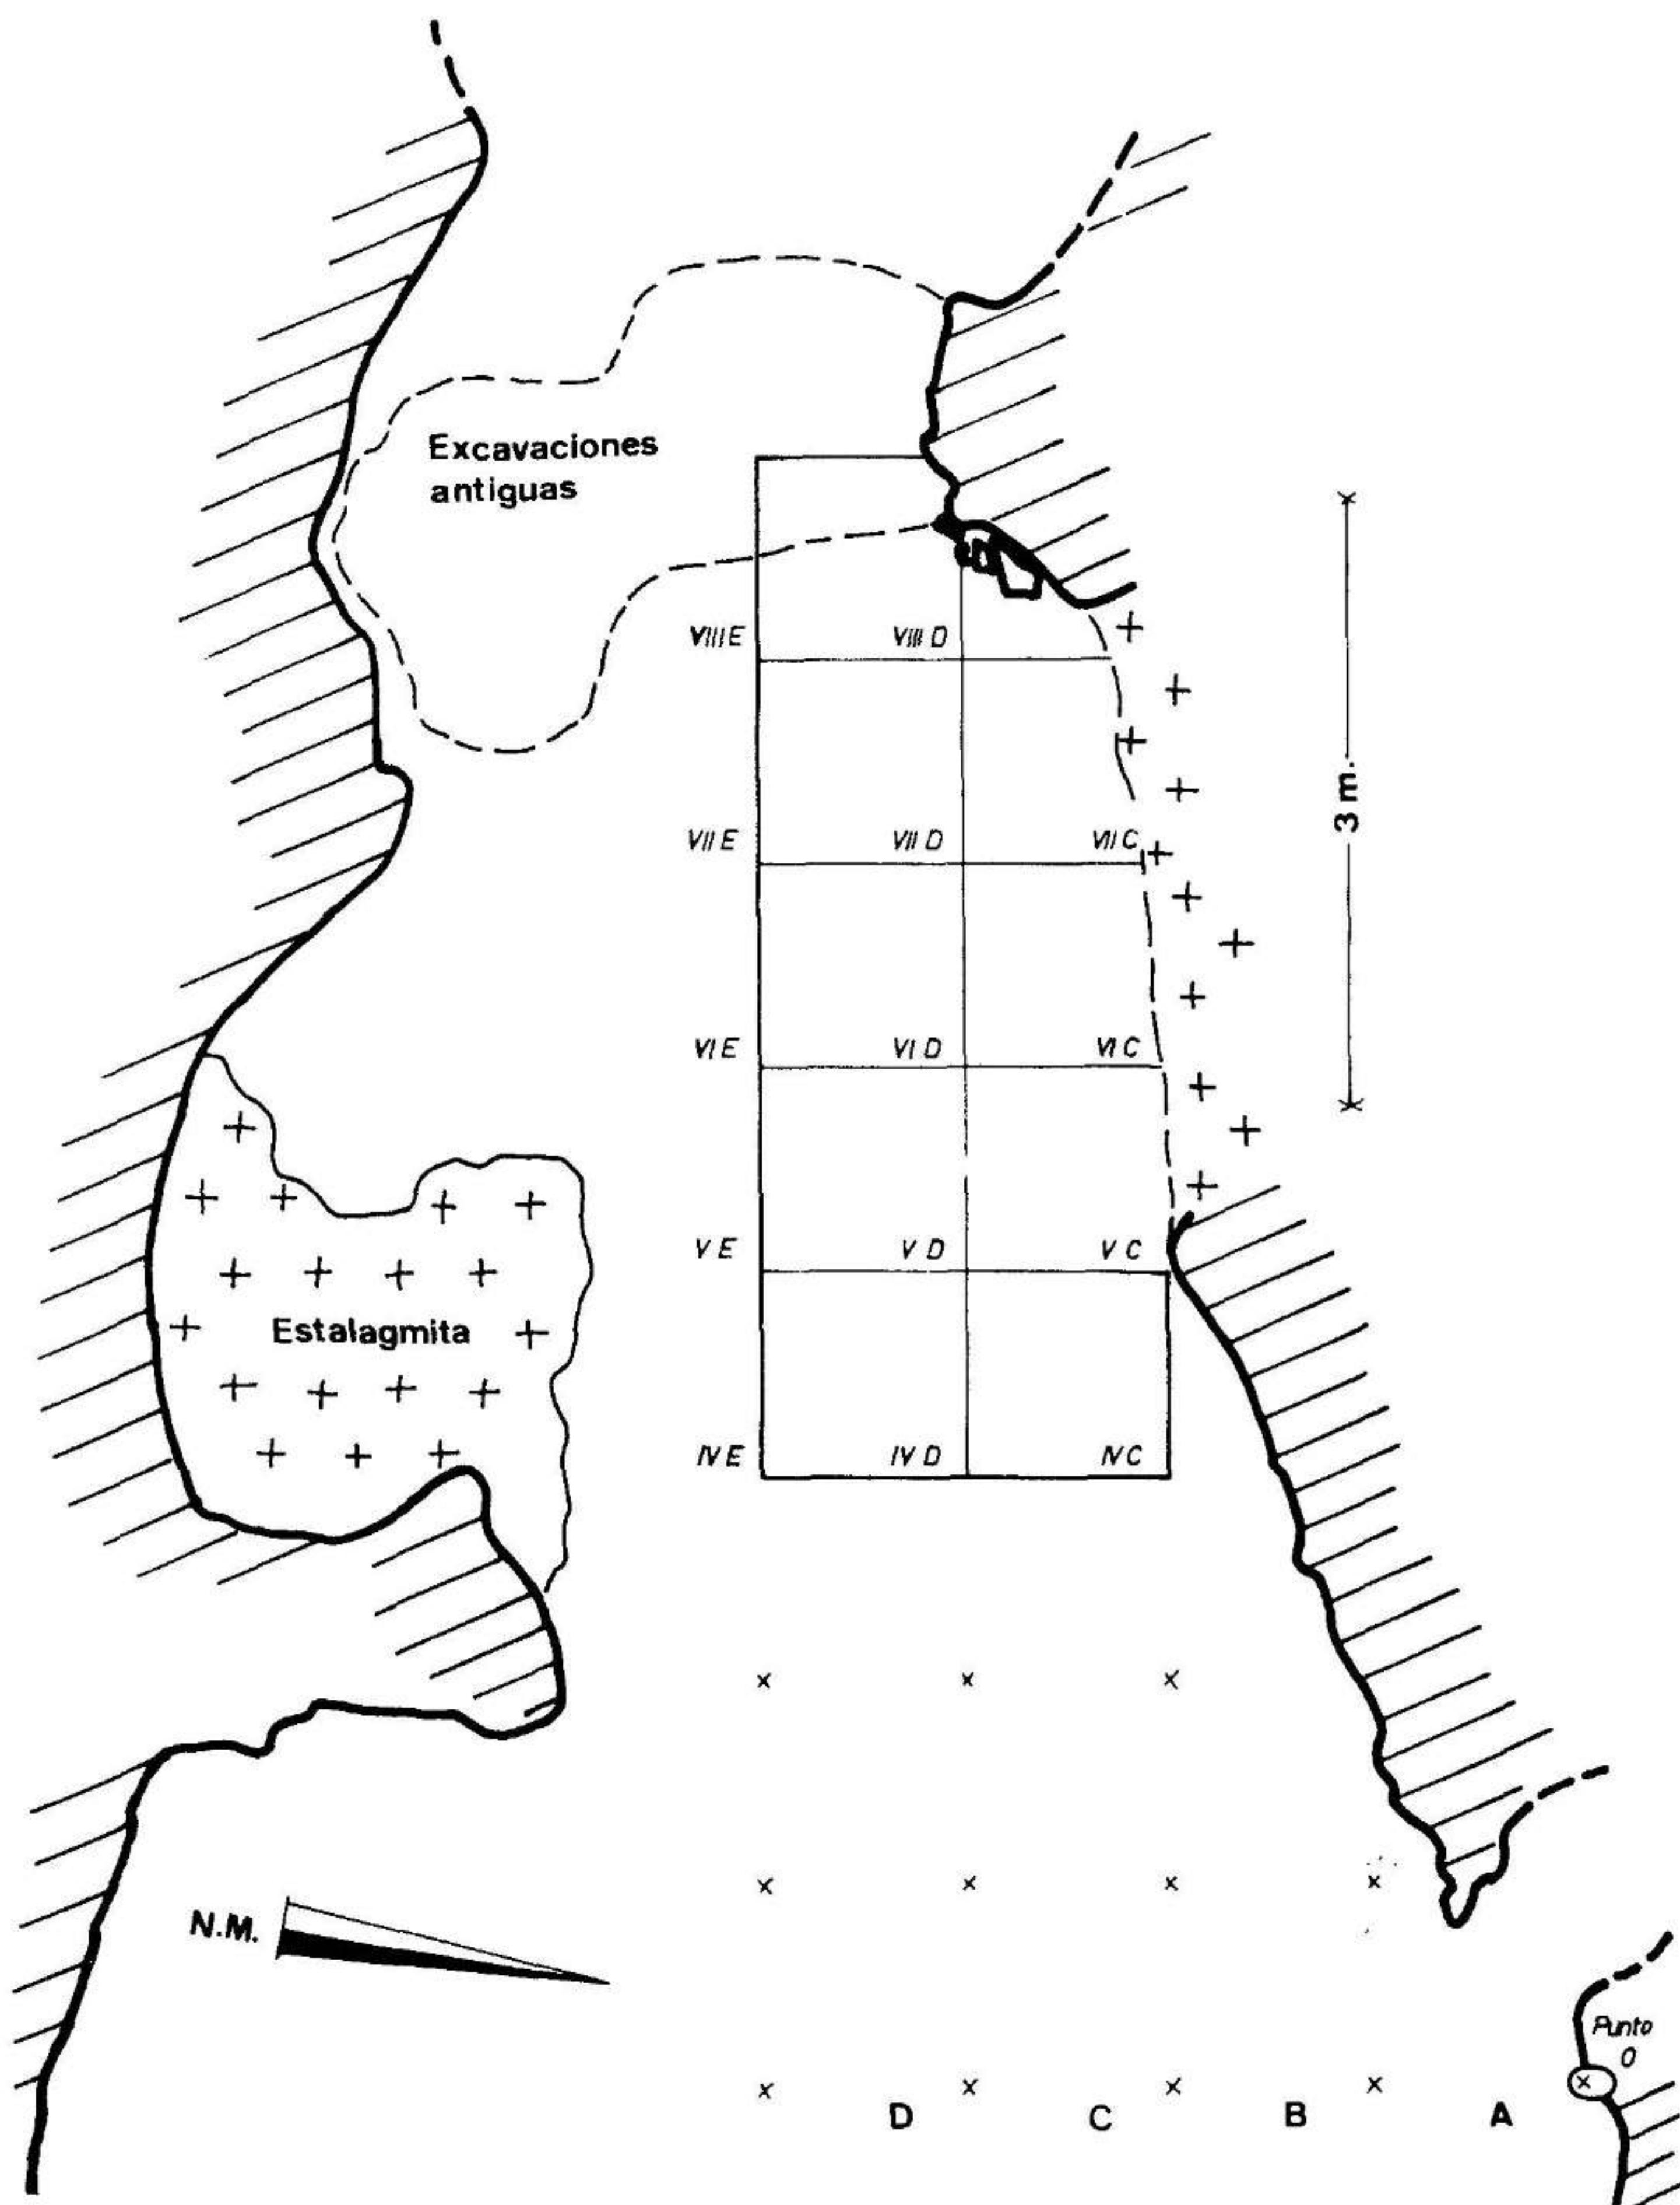 Excavaciones
antiguas
VIII E VIII D
3 m.
VII E VII D VII C
VI E VI D VI C
V E V D V C
Estalagmita
IV E IV D IV C
N.M.
Punto
0
D C B A